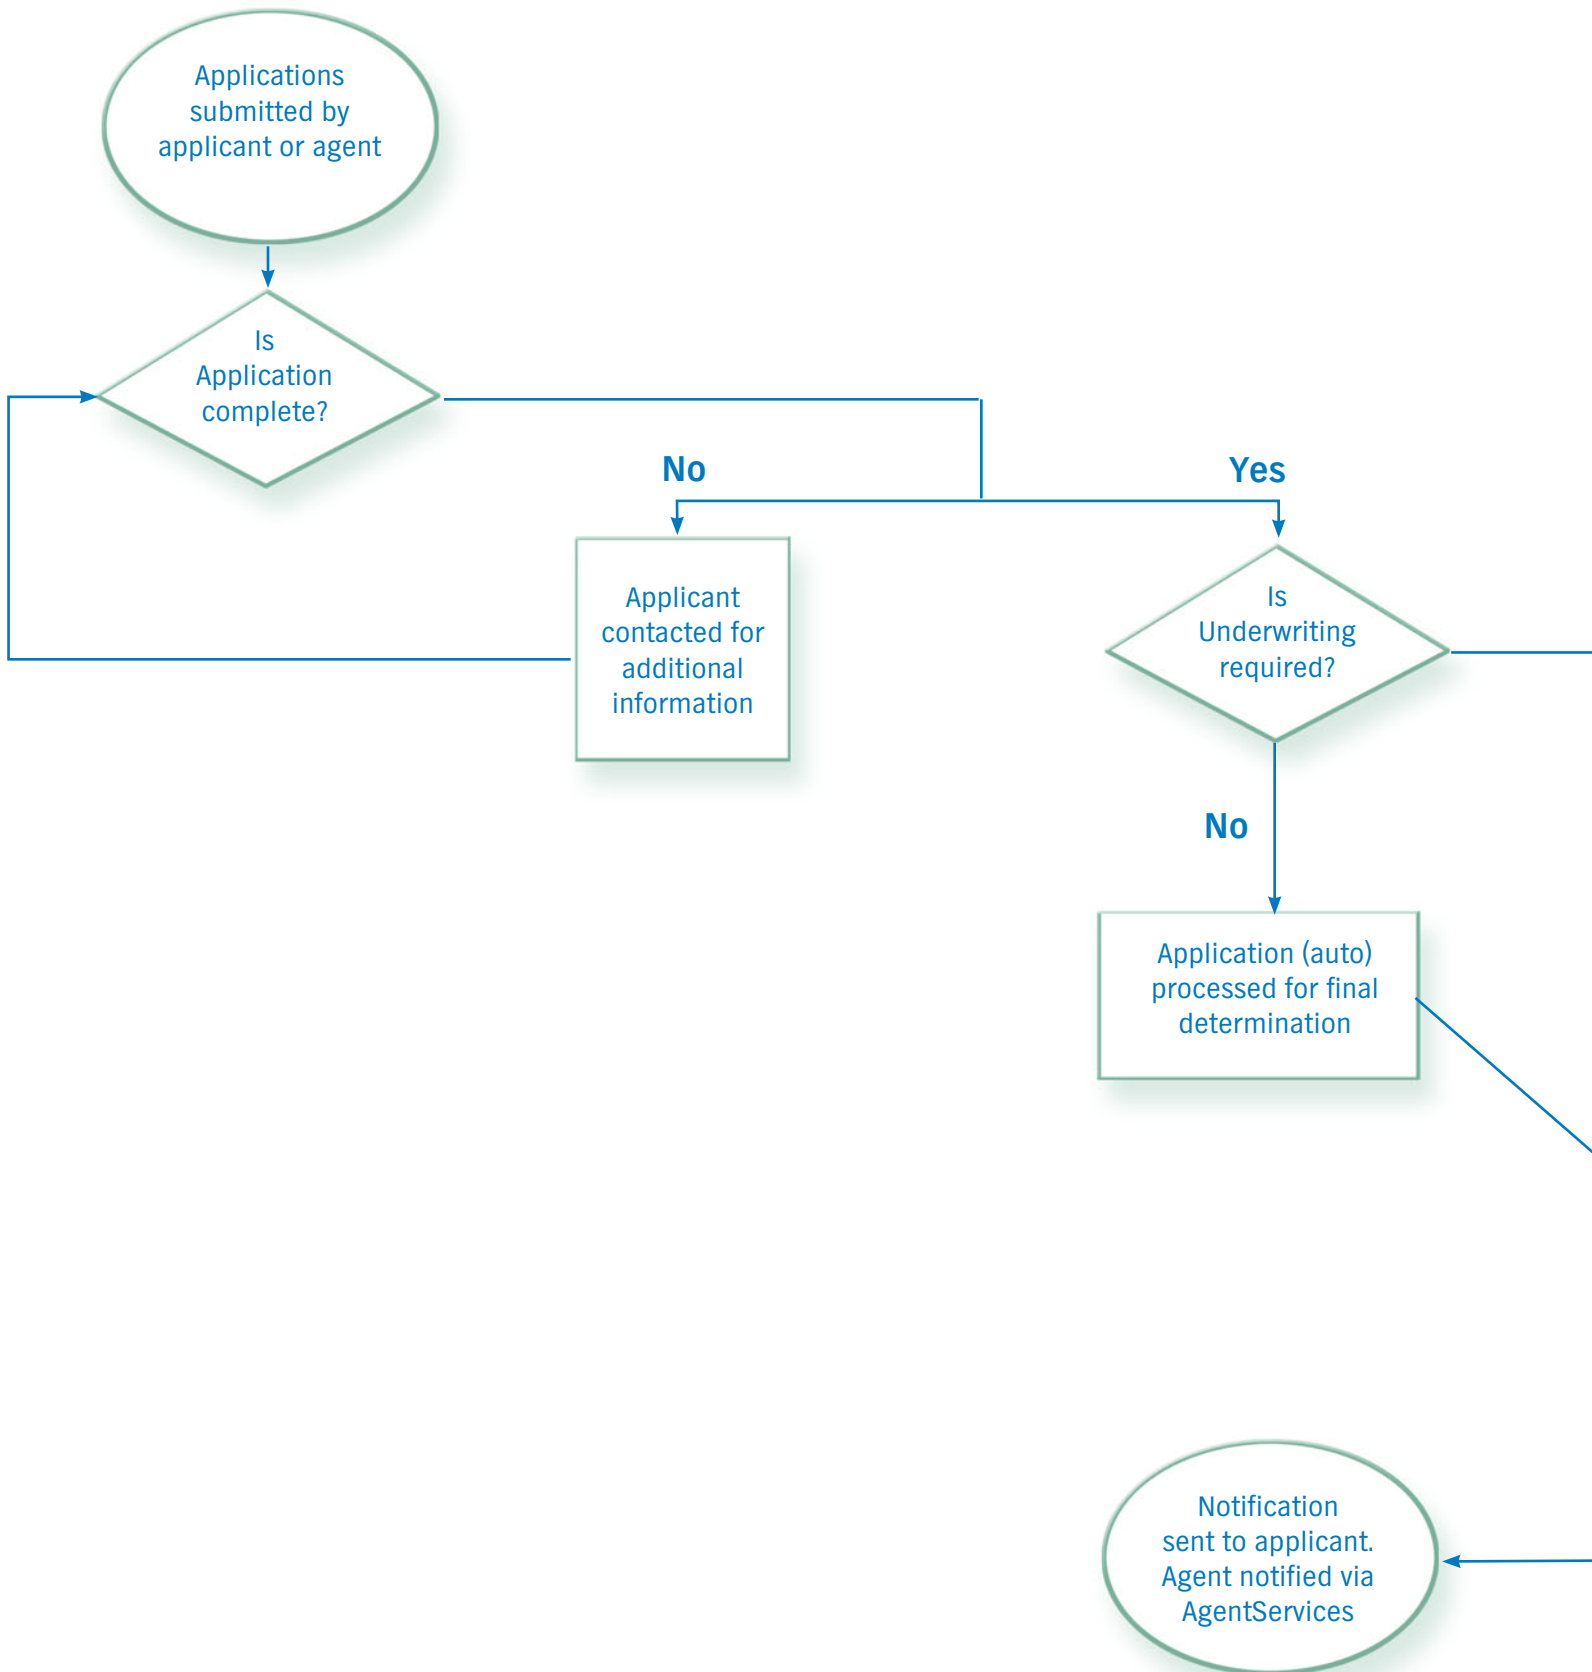 Applications
submitted by
applicant or agent
Is
Application
complete?
No
Yes
Applicant
contacted for
additional
information
Is
Underwriting
required?
No
Application (auto)
processed for final
determination
Notification
sent to applicant.
Agent notified via
AgentServices